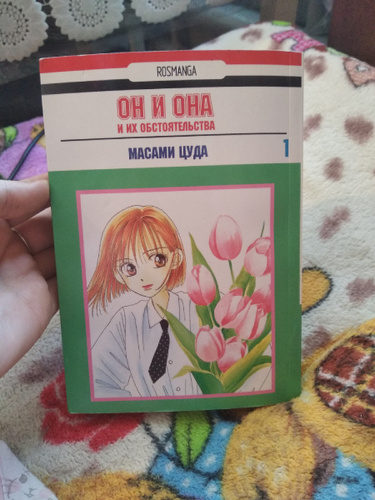 ROSMANGA
ОН И ОНА
И ИХ ОБСТОЯТЕЛЬСТВА
МАСАМИ ЦУДА
1